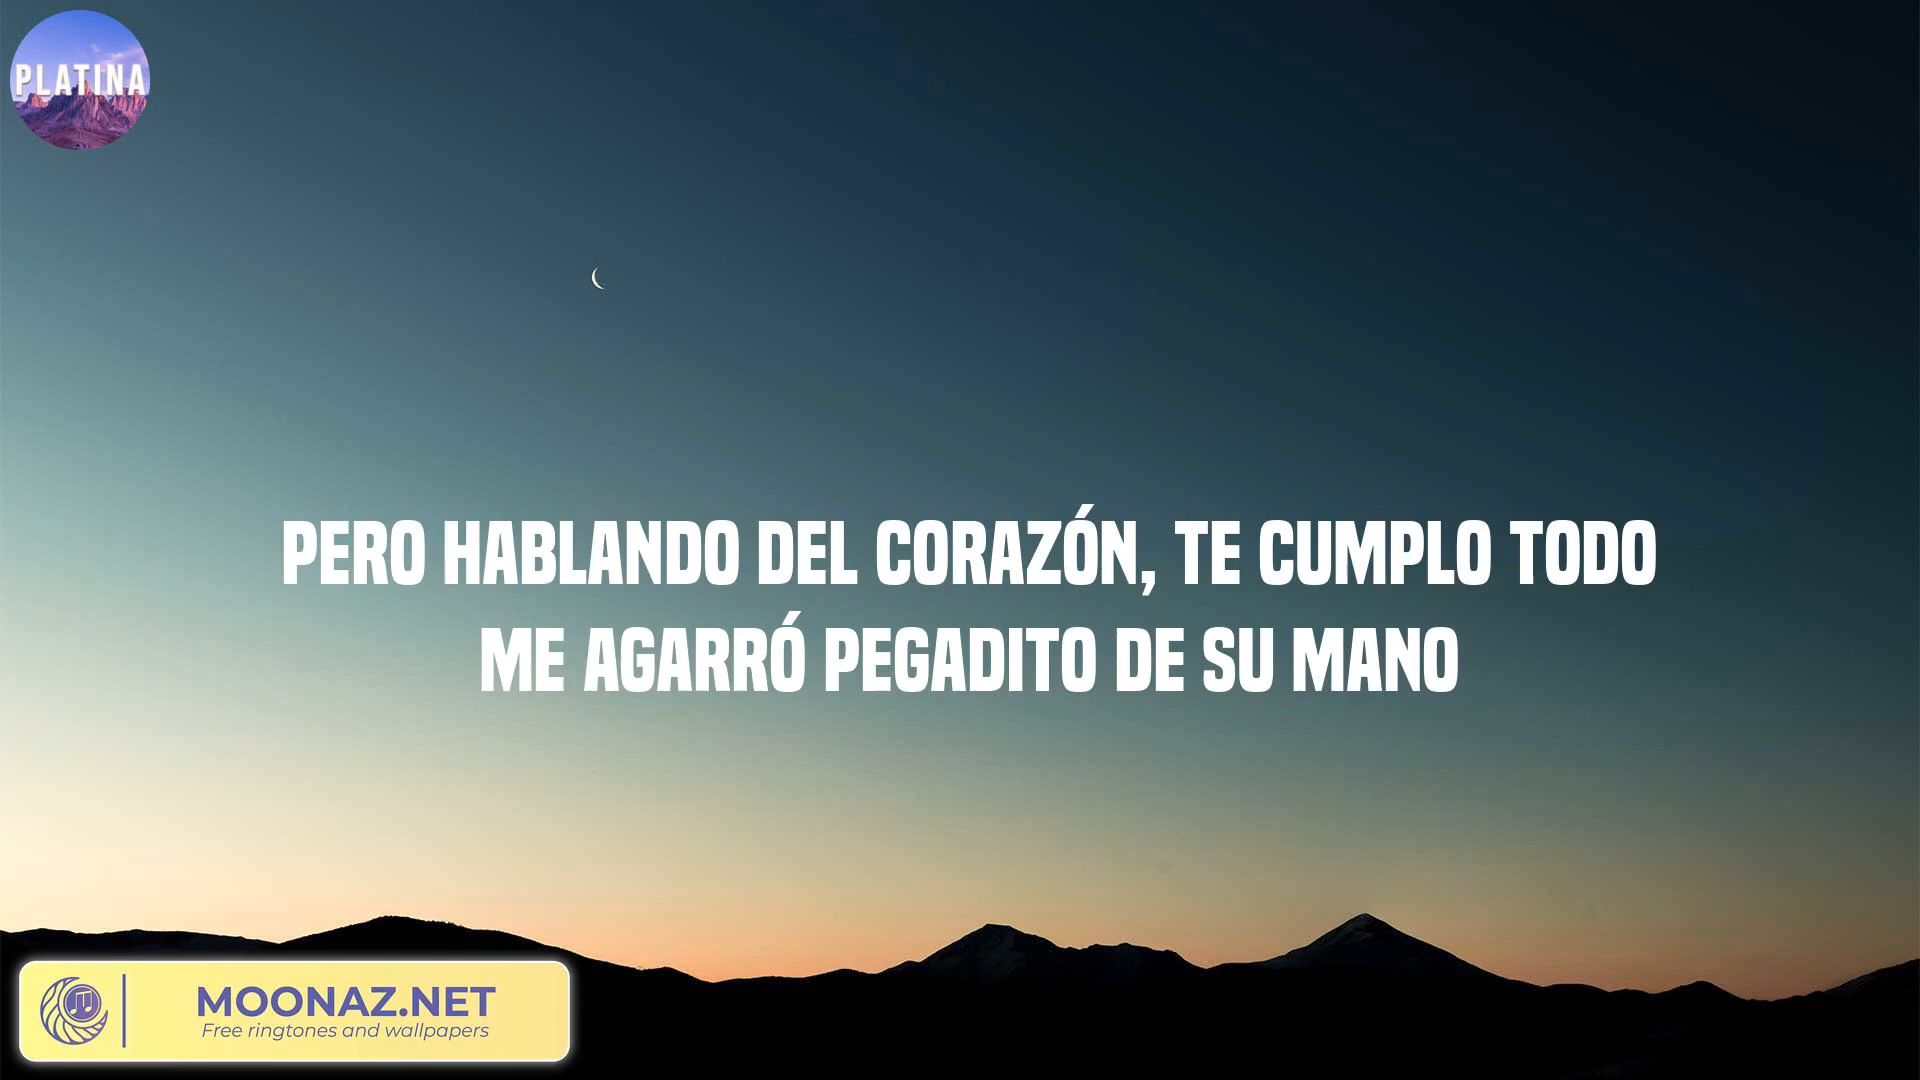 PLATINA
PERO HABLANDO DEL CORAZÓN, TE CUMPLO TODO
ME AGARRÓ PEGADITO DE SU MANO
MOONAZ.NET
Free ringtones and wallpapers